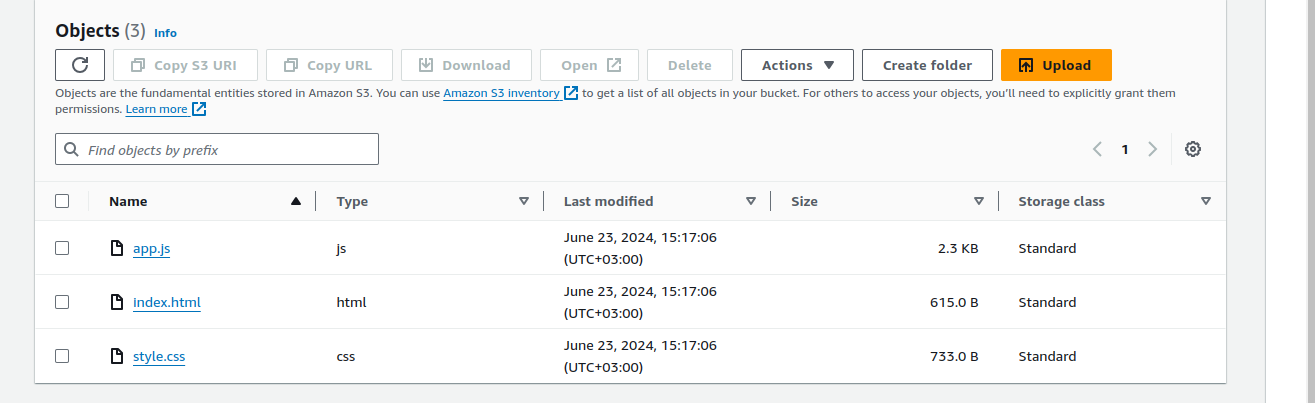 Objects (3) Info
Copy S3 URI Copy URL Download Open Delete Actions Create folder Upload
Objects are the fundamental entities stored in Amazon S3. You can use Amazon S3 inventory to get a list of all objects in your bucket. For others to access your objects, you’ll need to explicitly grant them
permissions. Learn more
Find objects by prefix
1
Name Type Last modified Size Storage class
app.js js June 23, 2024, 15:17:06 (UTC+03:00) 2.3 KB Standard
index.html html June 23, 2024, 15:17:06 (UTC+03:00) 615.0 B Standard
style.css css June 23, 2024, 15:17:06 (UTC+03:00) 733.0 B Standard